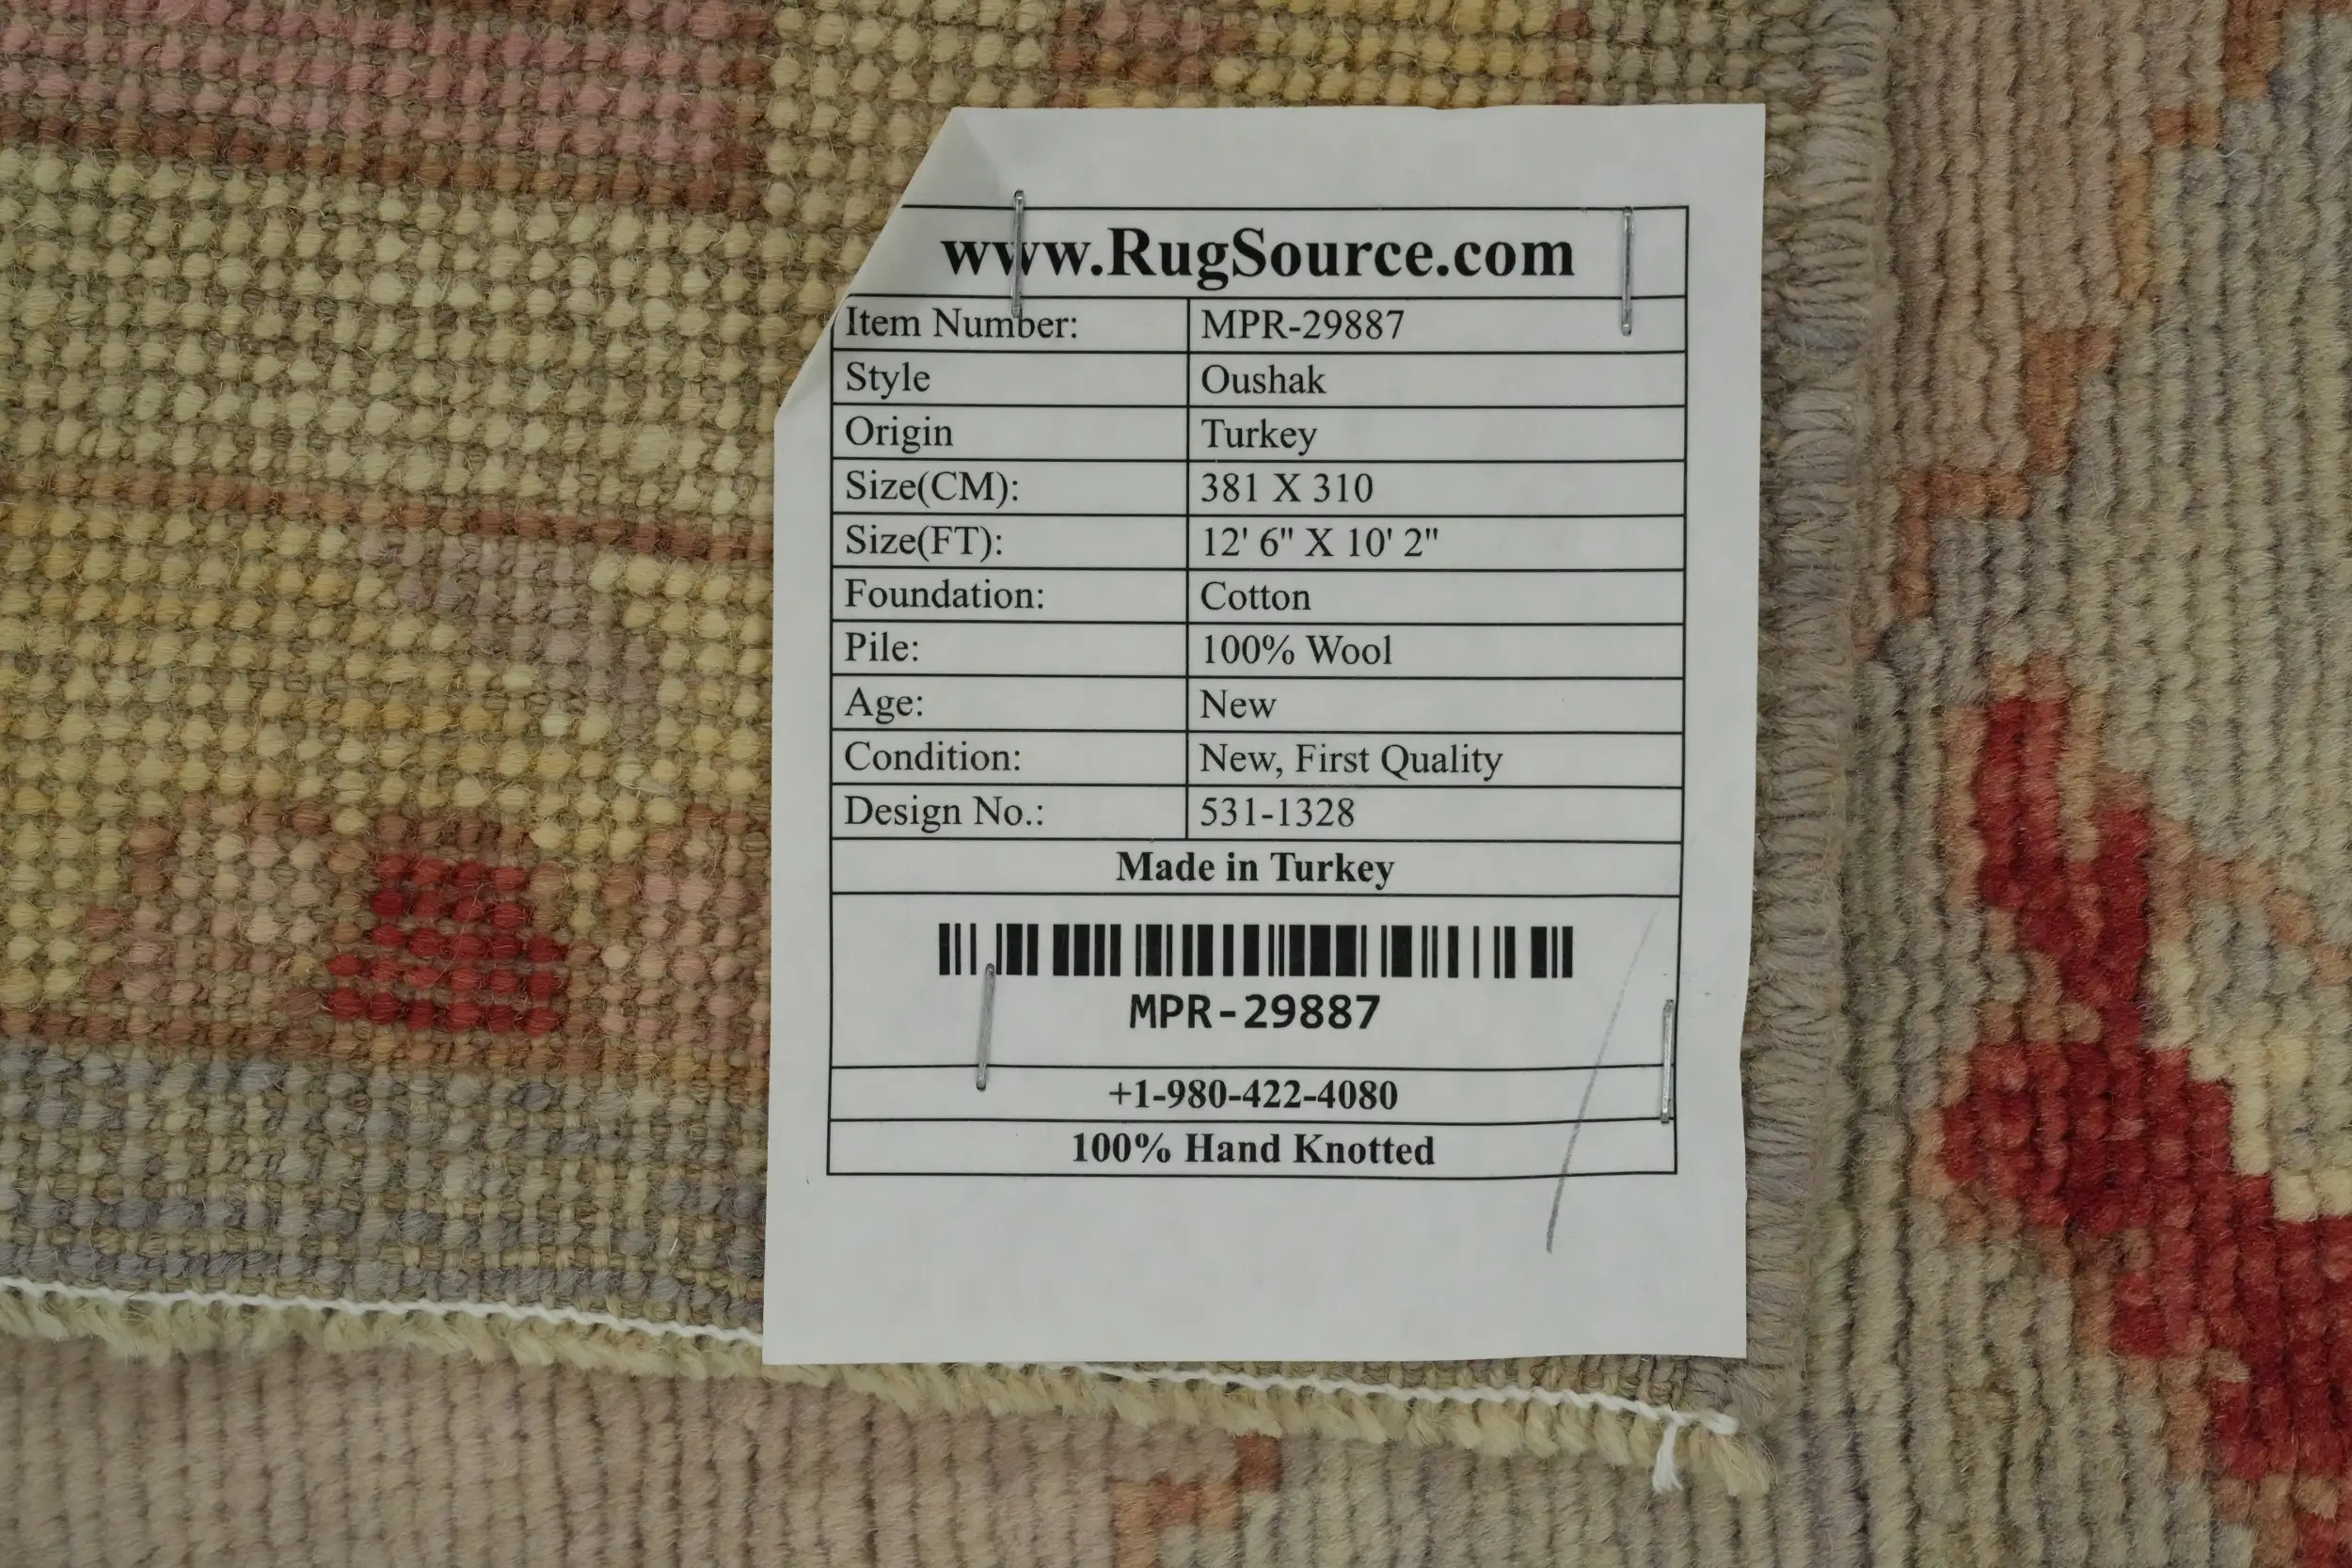 www.RugSource.com
Item Number: MPR-29887
Style Oushak
Origin Turkey
Size(CM): 381 X 310
Size(FT): 12' 6" X 10' 2"
Foundation: Cotton
Pile: 100% Wool
Age: New
Condition: New, First Quality
Design No.: 531-1328
Made in Turkey
MPR-29887
+1-980-422-4080
100% Hand Knotted